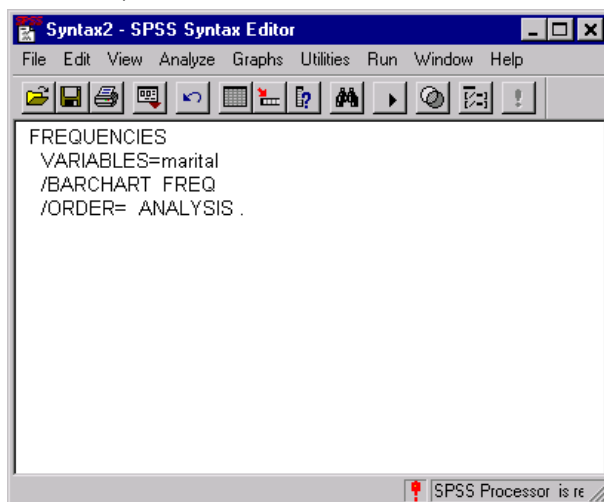 Syntax2 - SPSS Syntax Editor
File Edit View Analyze Graphs Utilities Run Window Help
FREQUENCIES
VARIABLES=marital
/BARCHART FREQ
/ORDER= ANALYSIS .
SPSS Processor is re